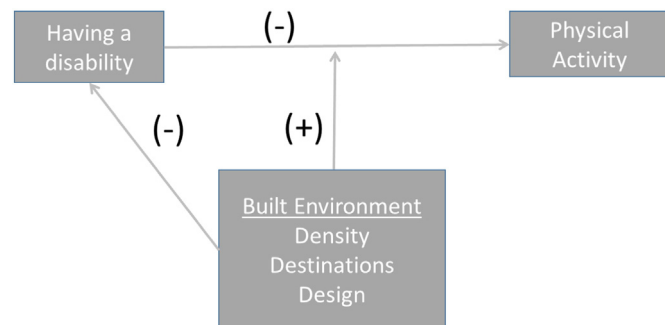 Having a
disability
(-)
Physical
Activity
(-)
(+)
Built Environment
Density
Destinations
Design